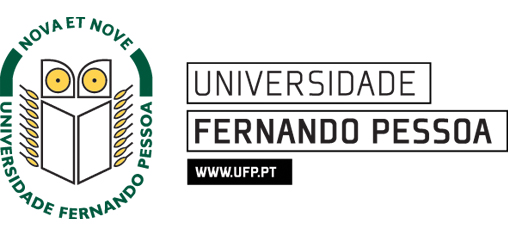 NOVA ET NOVE
UNIVERSIDADE FERNANDO PESSOA
UNIVERSIDADE
FERNANDO PESSOA
WWW.UFP.PT